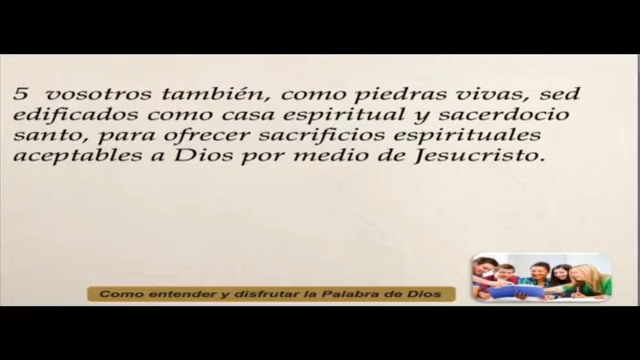 5 vosotros también, como piedras vivas, sed
edificados como casa espiritual y sacerdocio
santo, para ofrecer sacrificios espirituales
aceptables a Dios por medio de Jesucristo.
Como entender y disfrutar la Palabra de Dios